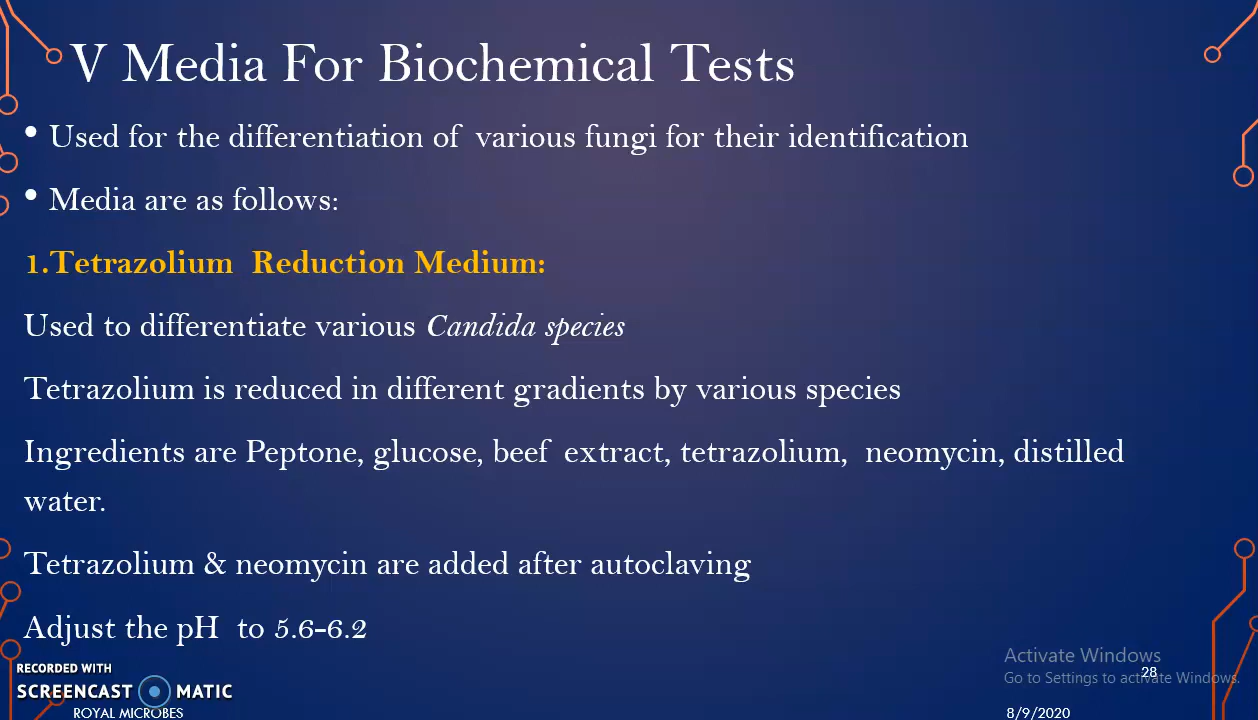 V Media For Biochemical Tests
• Used for the differentiation of various fungi for their identification
• Media are as follows:
1.Tetrazolium Reduction Medium:
Used to differentiate various Candida species
Tetrazolium is reduced in different gradients by various species
Ingredients are Peptone, glucose, beef extract, tetrazolium, neomycin, distilled
water.
Tetrazolium & neomycin are added after autoclaving
Adjust the pH to 5.6-6.2
RECORDED WITH
SCREENCAST MATIC
ROYAL MICROBES
Activate Windows
Go to Settings to activate Windows.
28
8/9/2020